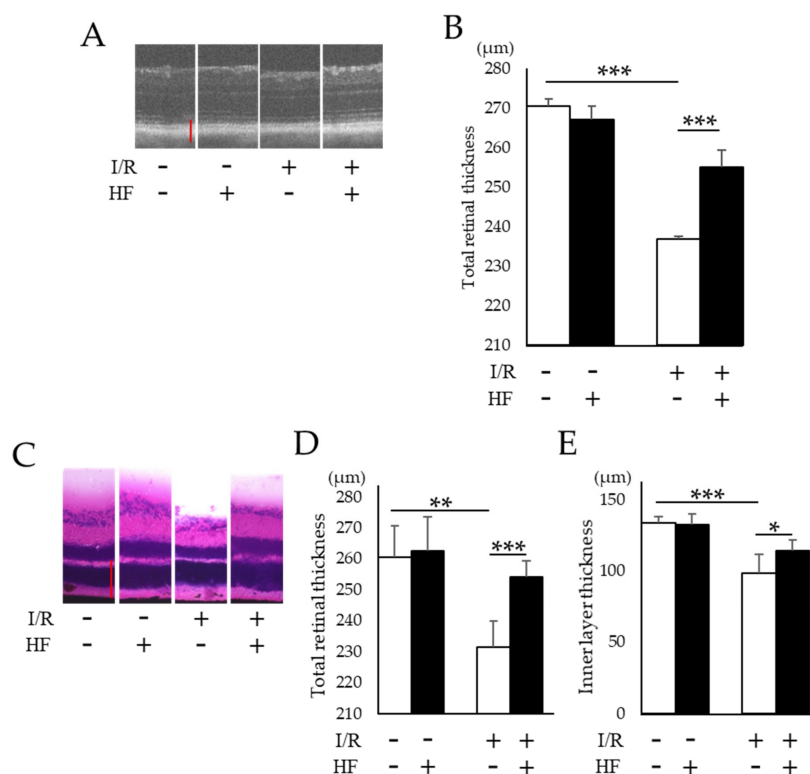 A
I/R - - + +
HF - + - +
B
(μm)
Total retinal thickness
280
270
260
250
240
230
220
210
***
***
I/R - - + +
HF - + - +
C
I/R - - + +
HF - + - +
D
(μm)
Total retinal thickness
280
270
260
250
240
230
220
210
**
***
I/R - - + +
HF - + - +
E
(μm)
Inner layer thickness
150
100
50
0
***
*
I/R - - + +
HF - + - +